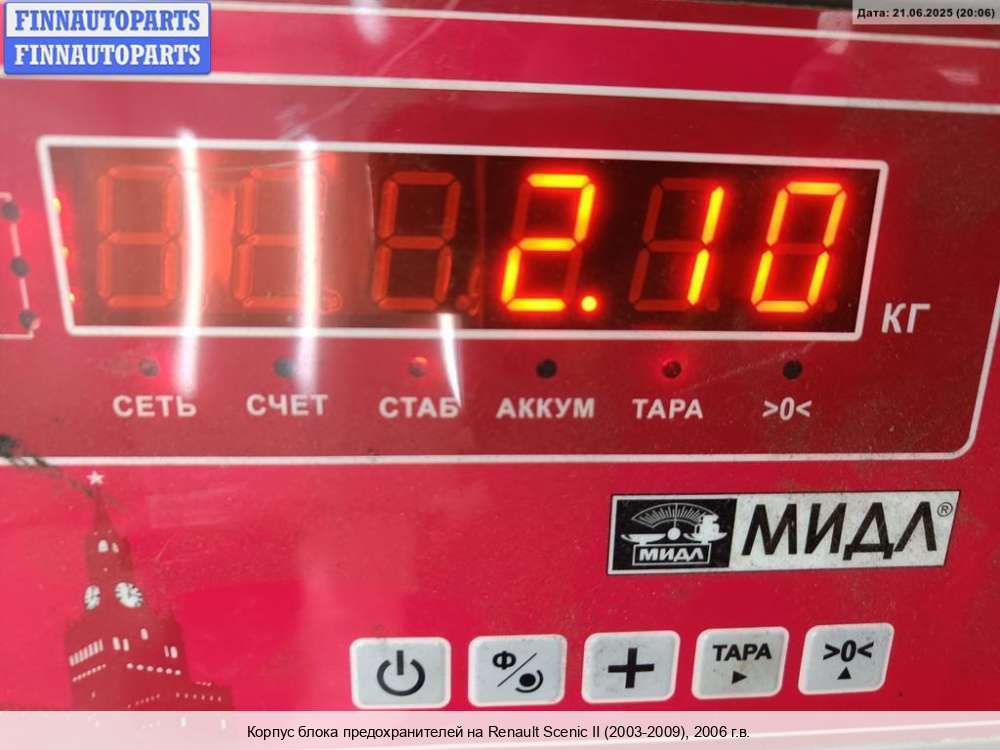 FINNAUTOPARTS
FINNAUTOPARTS
Дата: 21.06.2025 (20:06)
2.10
КГ
СЕТЬ СЧЕТ СТАБ АККУМ ТАРА >0<
МИДЛ МИДЛ®
Ф ТАРА >0<
Корпус блока предохранителей на Renault Scenic II (2003-2009), 2006 г.в.